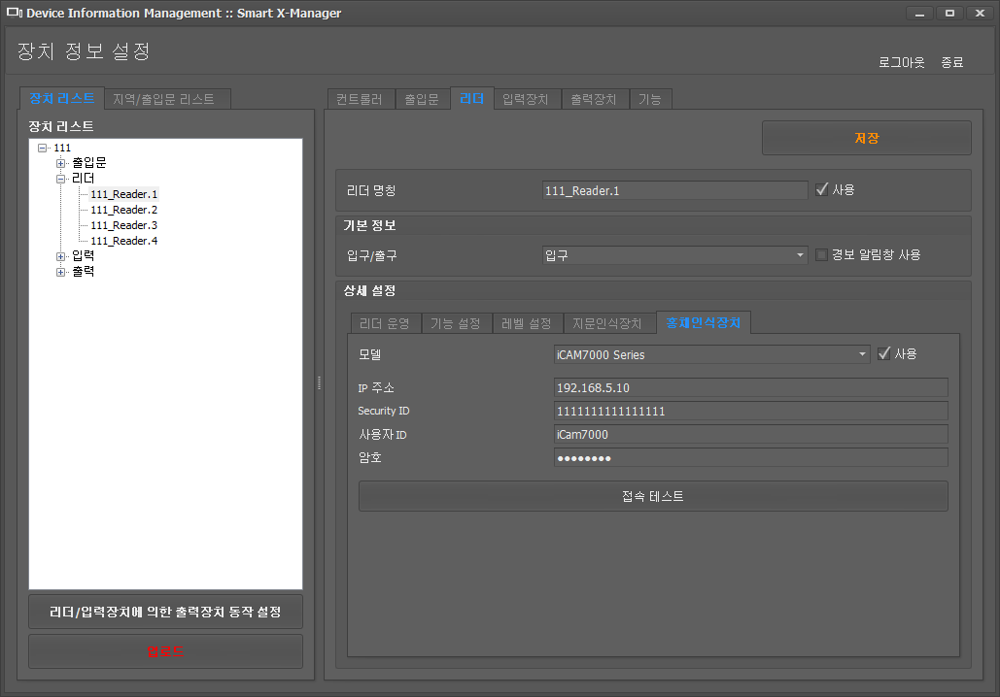 Device Information Management :: Smart X-Manager
장치 정보 설정
로그아웃 종료
장치 리스트 지역/출입문 리스트
장치 리스트
111
출입문
리더
111_Reader.1
111_Reader.2
111_Reader.3
111_Reader.4
입력
출력
리더/입력장치에 의한 출력장치 동작 설정
업로드
컨트롤러 출입문 리더 입력장치 출력장치 기능
저장
리더 명칭 111_Reader.1 사용
기본 정보
입구/출구 입구 경보 알림창 사용
상세 설정
리더 운영 기능 설정 레벨 설정 지문인식장치 홍채인식장치
모델 iCAM7000 Series 사용
IP 주소 192.168.5.10
Security ID 1111111111111111
사용자 ID iCam7000
암호 ●●●●●●●●
접속 테스트